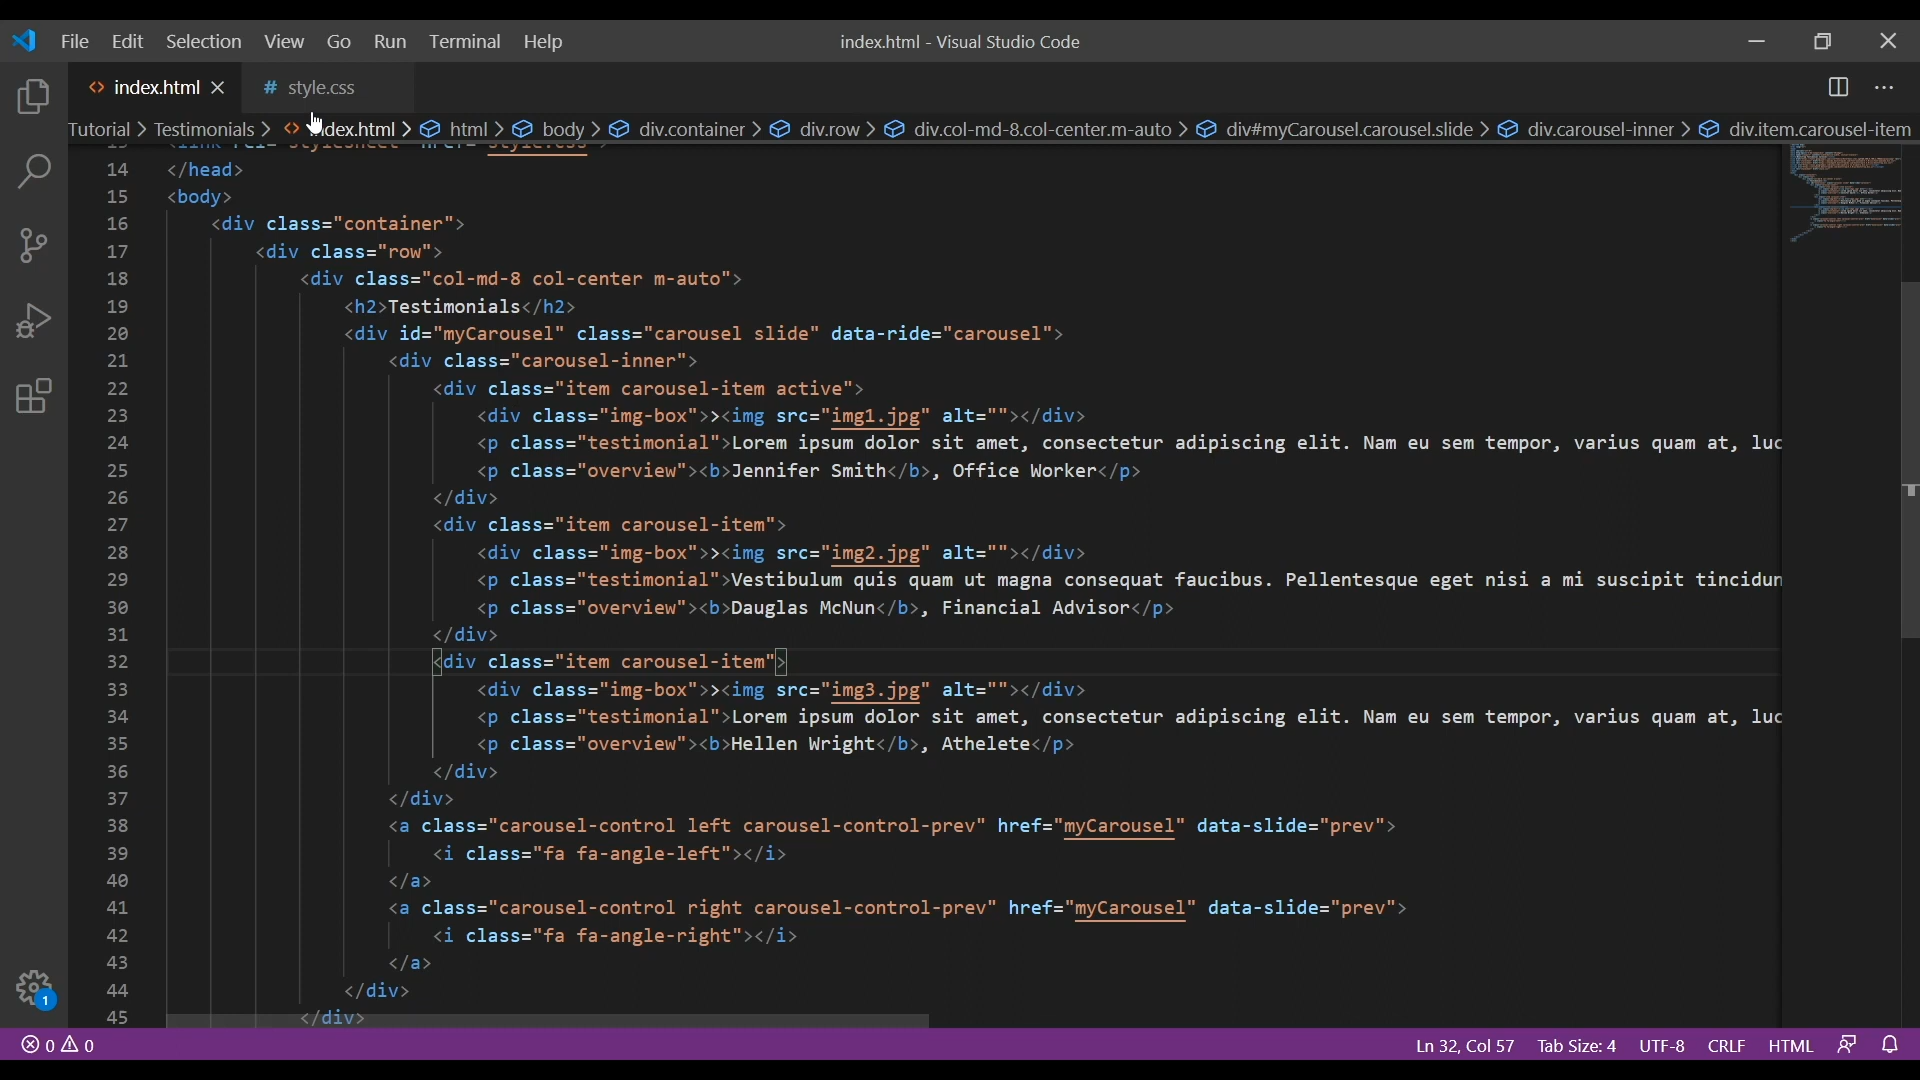 File Edit Selection View Go Run Terminal Help
index.html - Visual Studio Code
index.html
# style.css
Tutorial > Testimonials > index.html > html > body > div.container > div.row > div.col-md-8.col-center.m-auto > div#myCarousel.carousel.slide > div.carousel-inner > div.item.carousel-item
13 <link rel="stylesheet" href="style.css">
14 </head>
15 <body>
16 <div class="container">
17 <div class="row">
18 <div class="col-md-8 col-center m-auto">
19 <h2>Testimonials</h2>
20 <div id="myCarousel" class="carousel slide" data-ride="carousel">
21 <div class="carousel-inner">
22 <div class="item carousel-item active">
23 <div class="img-box">><img src="img1.jpg" alt=""></div>
24 <p class="testimonial">Lorem ipsum dolor sit amet, consectetur adipiscing elit. Nam eu sem tempor, varius quam at, luc
25 <p class="overview"><b>Jennifer Smith</b>, Office Worker</p>
26 </div>
27 <div class="item carousel-item">
28 <div class="img-box">><img src="img2.jpg" alt=""></div>
29 <p class="testimonial">Vestibulum quis quam ut magna consequat faucibus. Pellentesque eget nisi a mi suscipit tincidun
30 <p class="overview"><b>Dauglas McNun</b>, Financial Advisor</p>
31 </div>
32 <div class="item carousel-item">
33 <div class="img-box">><img src="img3.jpg" alt=""></div>
34 <p class="testimonial">Lorem ipsum dolor sit amet, consectetur adipiscing elit. Nam eu sem tempor, varius quam at, luc
35 <p class="overview"><b>Hellen Wright</b>, Athelete</p>
36 </div>
37 </div>
38 <a class="carousel-control left carousel-control-prev" href="myCarousel" data-slide="prev">
39 <i class="fa fa-angle-left"></i>
40 </a>
41 <a class="carousel-control right carousel-control-prev" href="myCarousel" data-slide="prev">
42 <i class="fa fa-angle-right"></i>
43 </a>
44 </div>
45 </div>
1
0 0
Ln 32, Col 57 Tab Size: 4 UTF-8 CRLF HTML